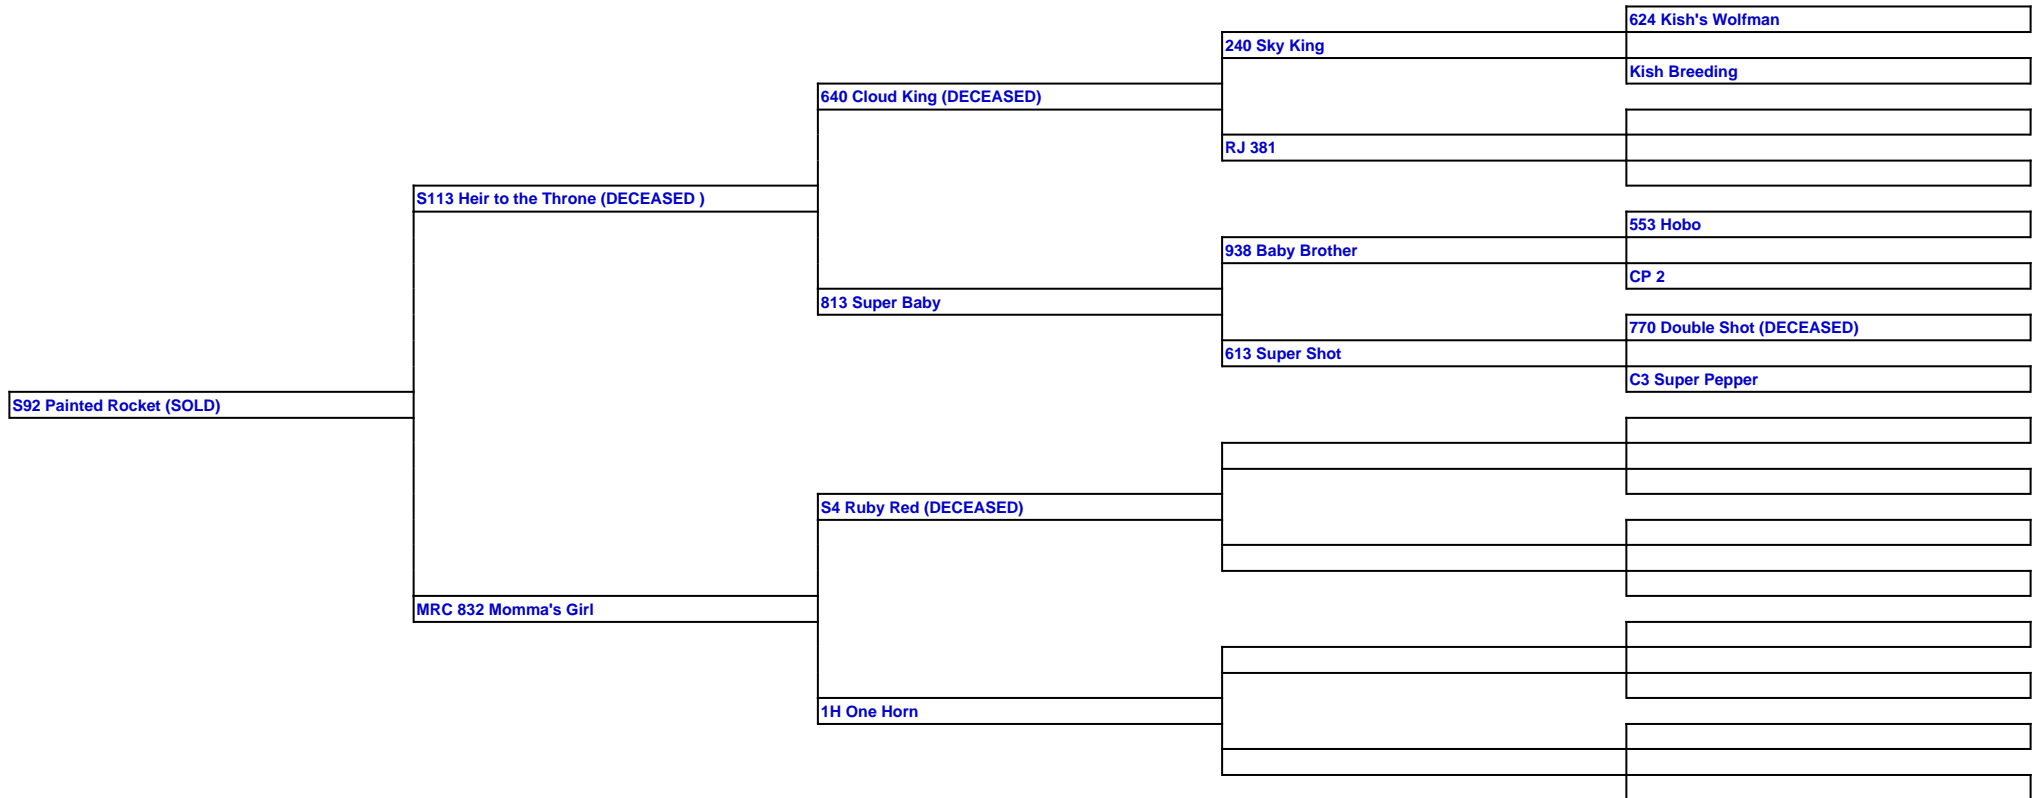 624 Kish's Wolfman
240 Sky King
Kish Breeding
640 Cloud King (DECEASED)
RJ 381
S113 Heir to the Throne (DECEASED )
553 Hobo
938 Baby Brother
CP 2
813 Super Baby
770 Double Shot (DECEASED)
613 Super Shot
C3 Super Pepper
S92 Painted Rocket (SOLD)
S4 Ruby Red (DECEASED)
MRC 832 Momma's Girl
1H One Horn